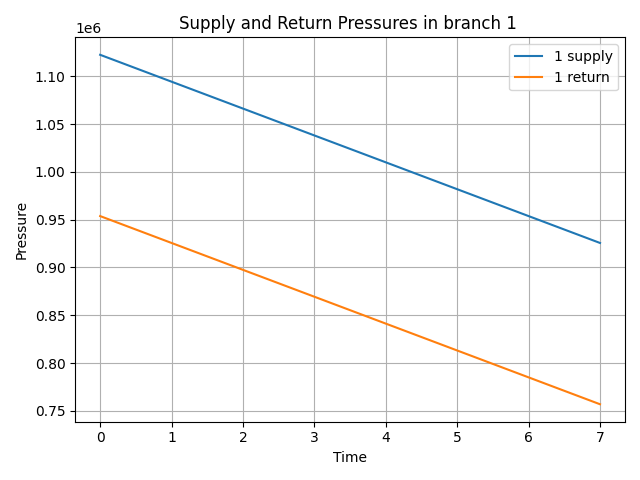 Supply and Return Pressures in branch 1
1e6
1 supply
1 return
1.10
1.05
1.00
0.95
0.90
0.85
0.80
0.75
Pressure
0 1 2 3 4 5 6 7
Time